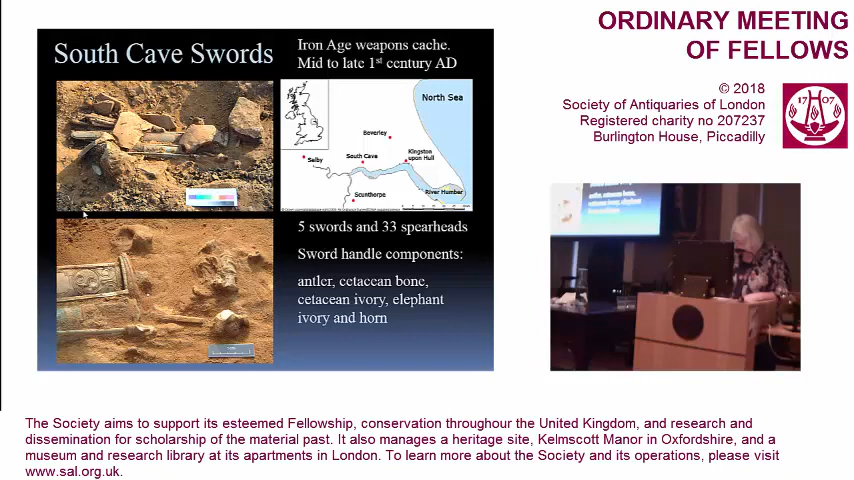 South Cave Swords
Iron Age weapons cache.
Mid to late 1st century AD
North Sea
Beverley
South Cave
Kingston
upon Hull
Selby
Scunthorpe
River Humber
5 swords and 33 spearheads
Sword handle components:
antler, cetacean bone,
cetacean ivory, elephant
ivory and horn
ORDINARY MEETING
OF FELLOWS
© 2018
Society of Antiquaries of London
Registered charity no 207237
Burlington House, Piccadilly
17 07
The Society aims to support its esteemed Fellowship, conservation throughour the United Kingdom, and research and
dissemination for scholarship of the material past. It also manages a heritage site, Kelmscott Manor in Oxfordshire, and a
museum and research library at its apartments in London. To learn more about the Society and its operations, please visit
www.sal.org.uk.